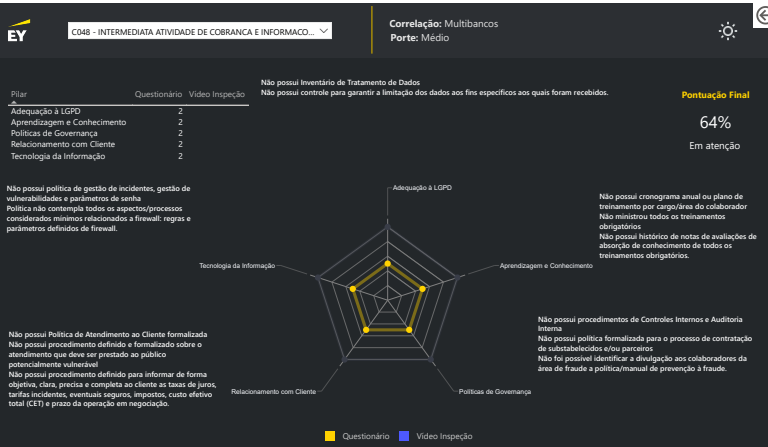 EY
C048 - INTERMEDIATA ATIVIDADE DE COBRANCA E INFORMACO...
Correlação: Multibancos
Porte: Médio
Pilar Questionário Vídeo Inspeção
Adequação à LGPD 2
Aprendizagem e Conhecimento 2
Políticas de Governança 2
Relacionamento com Cliente 2
Tecnologia da Informação 2
Não possui Inventário de Tratamento de Dados
Não possui controle para garantir a limitação dos dados aos fins específicos aos quais foram recebidos.
Pontuação Final
64%
Em atenção
Não possui política de gestão de incidentes, gestão de
vulnerabilidades e parâmetros de senha
Política não contempla todos os aspectos/processos
considerados mínimos relacionados a firewall: regras e
parâmetros definidos de firewall.
Adequação à LGPD
Não possui cronograma anual ou plano de
treinamento por cargo/área do colaborador
Não ministrou todos os treinamentos
obrigatórios
Não possui histórico de notas de avaliações de
absorção de conhecimento de todos os
treinamentos obrigatórios.
Tecnologia da Informação
Aprendizagem e Conhecimento
Não possui Política de Atendimento ao Cliente formalizada
Não possui procedimento definido e formalizado sobre o
atendimento que deve ser prestado ao público
potencialmente vulnerável
Não possui procedimento definido para informar de forma
objetiva, clara, precisa e completa ao cliente as taxas de juros,
tarifas incidentes, eventuais seguros, impostos, custo efetivo
total (CET) e prazo da operação em negociação.
Não possui procedimentos de Controles Internos e Auditoria
Interna
Não possui política formalizada para o processo de contratação
de substabelecidos e/ou parceiros
Não foi possível identificar a divulgação aos colaboradores da
área de fraude a política/manual de prevenção à fraude.
Relacionamento com Cliente
Políticas de Governança
Questionário Vídeo Inspeção